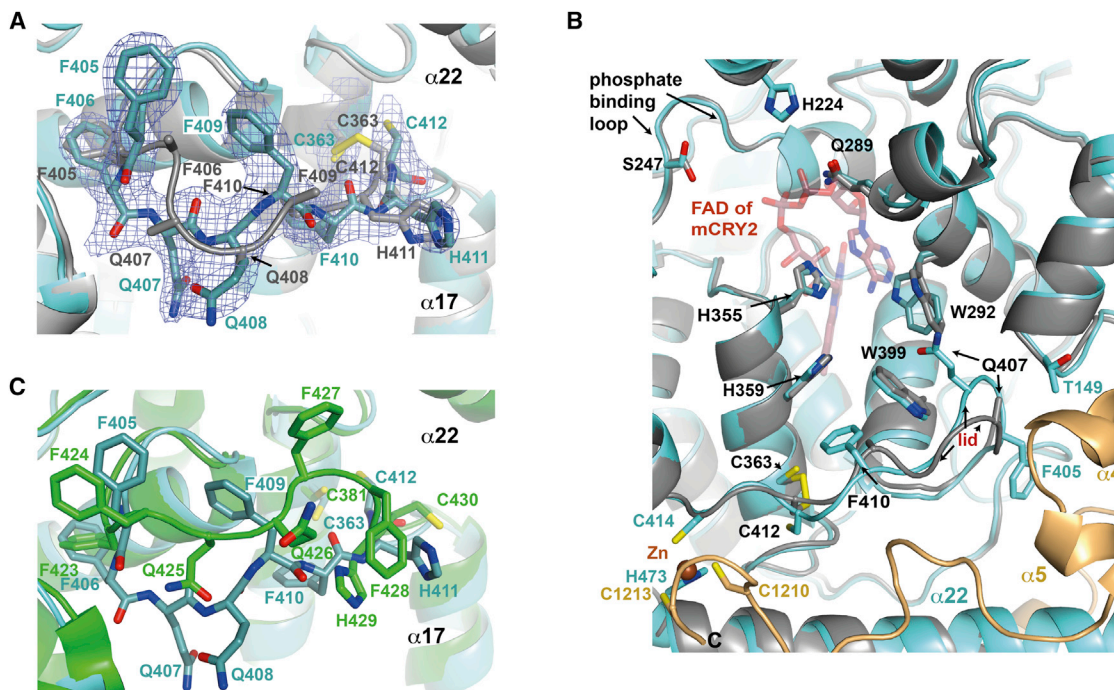 A
F405
F406
α22
F409
C363
C363
C412
F405
F406
F410
F409
C412
Q407
Q408
F410
H411
H411
Q407
α17
Q408
B
phosphate
binding
loop
H224
S247
Q289
FAD of
mCRY2
H355
W292
W399
Q407
H359
T149
lid
C363
F410
F405
C414
C412
Zn
H473
C1210
C1213
α5
α22
C
C
F427
F405
α22
F424
F409
C412
C381
C430
C363
Q426
F423
F406
Q425
F410
F428
H411
H429
α17
Q407
Q408